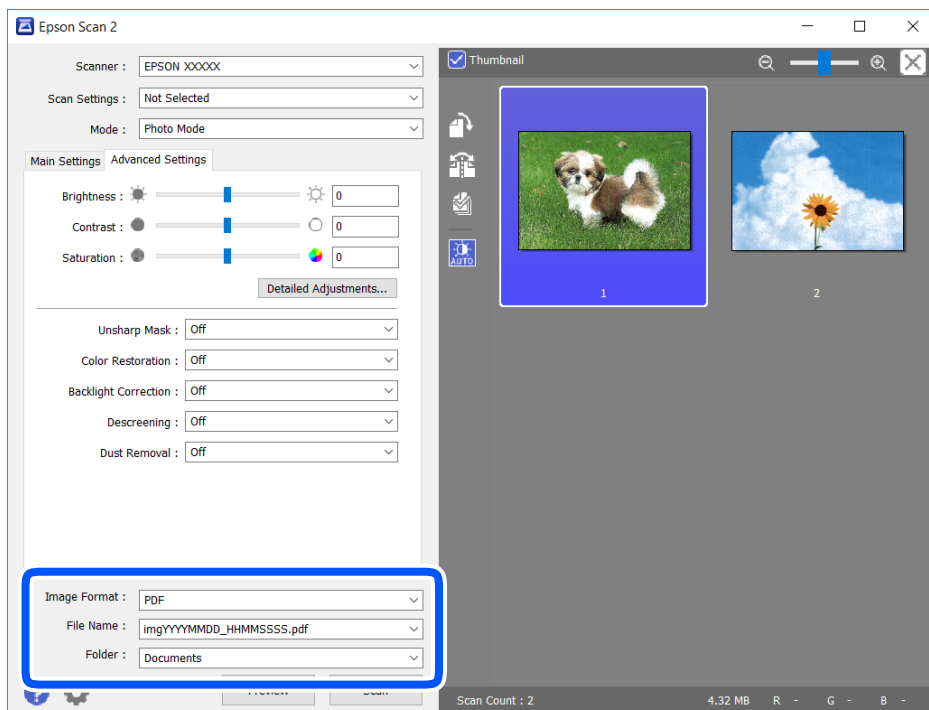 Epson Scan 2
Scanner : EPSON XXXXX
Scan Settings : Not Selected
Mode : Photo Mode
Main Settings Advanced Settings
Brightness : 0
Contrast : 0
Saturation : 0
Detailed Adjustments...
Unsharp Mask : Off
Color Restoration : Off
Backlight Correction : Off
Descreening : Off
Dust Removal : Off
Image Format : PDF
File Name : imgYYYYMMDD_HHMMSSSS.pdf
Folder : Documents
Preview Scan
Thumbnail
AUTO
1 2
Scan Count : 2 4.32 MB R - G - B -